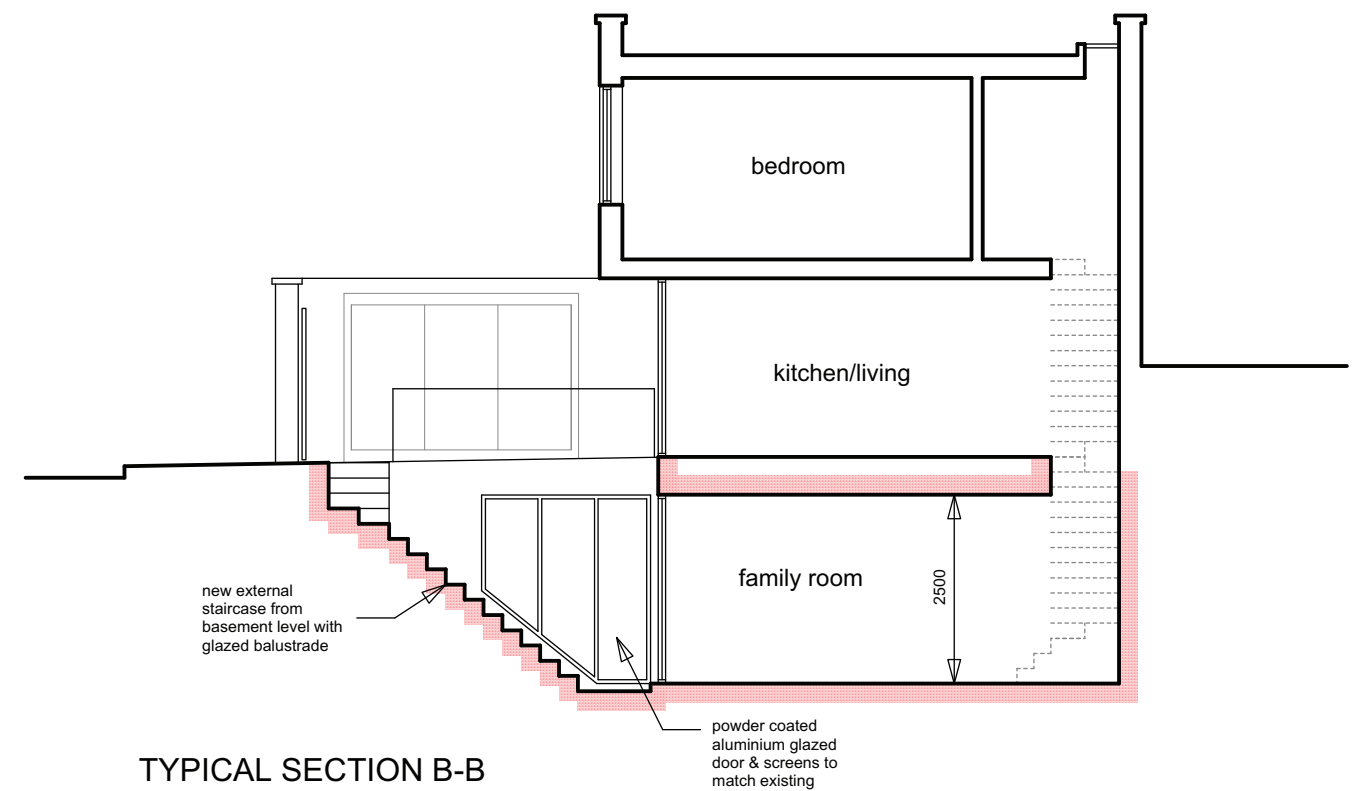 bedroom
kitchen/living
family room
2500
new external
staircase from
basement level with
glazed balustrade
powder coated
aluminium glazed
door & screens to
match existing
TYPICAL SECTION B-B